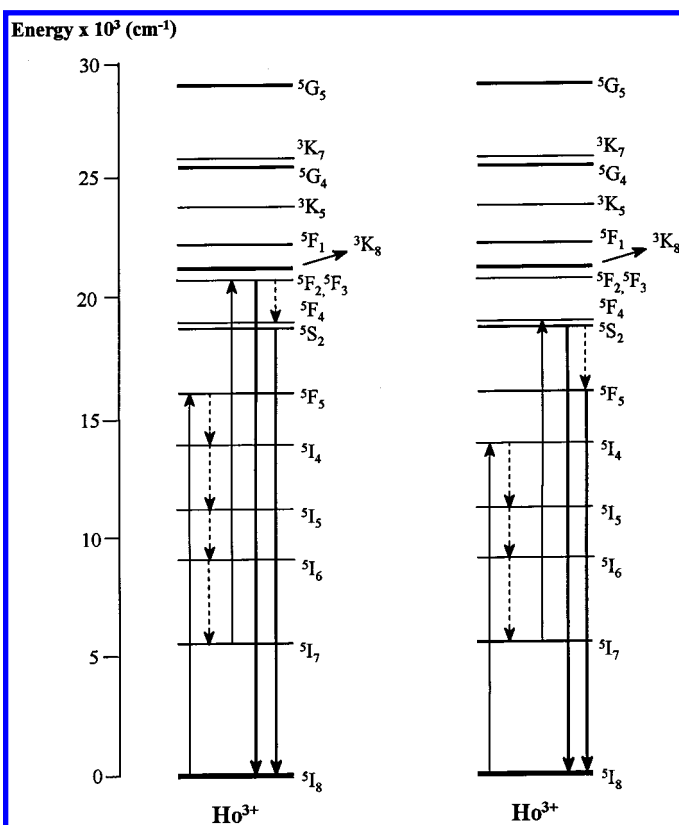 Energy x 10³ (cm⁻¹)
30
25
20
15
10
5
0
⁵G₅
³K₇
⁵G₄
³K₅
⁵F₁
³K₈
⁵F₂,⁵F₃
⁵F₄
⁵S₂
⁵F₅
⁵I₄
⁵I₅
⁵I₆
⁵I₇
⁵I₈
Ho³⁺
⁵G₅
³K₇
⁵G₄
³K₅
⁵F₁
³K₈
⁵F₂,⁵F₃
⁵F₄
⁵S₂
⁵F₅
⁵I₄
⁵I₅
⁵I₆
⁵I₇
⁵I₈
Ho³⁺